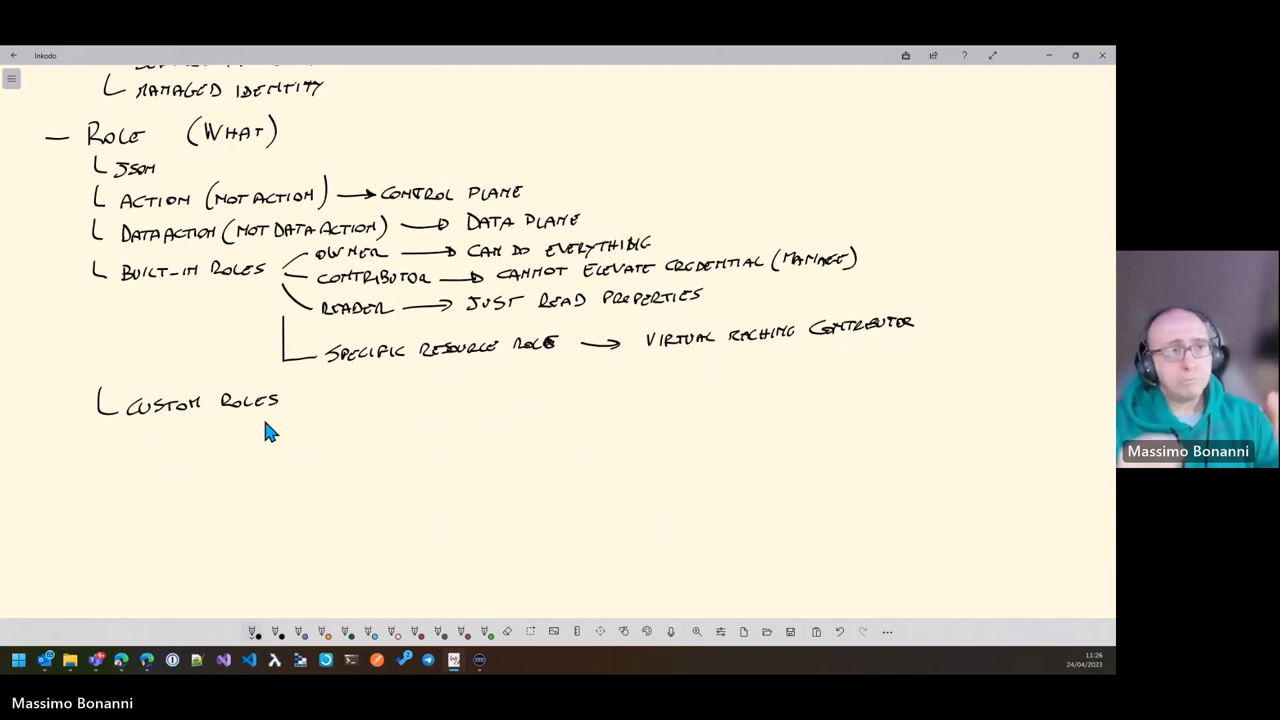 Inkodo
MANAGED IDENTITY
— ROLE (WHAT)
JSON
ACTION (NOT ACTION) → CONTROL PLANE
DATA ACTION (NOT DATA ACTION) → DATA PLANE
OWNER → CAN DO EVERYTHING
BUILT-IN ROLES
CONTRIBUTOR → CANNOT ELEVATE CREDENTIAL (MANAGE)
READER → JUST READ PROPERTIES
SPECIFIC RESOURCE ROLE → VIRTUAL MACHINE CONTRIBUTOR
CUSTOM ROLES
Massimo Bonanni
11:26
24/04/2023
Massimo Bonanni